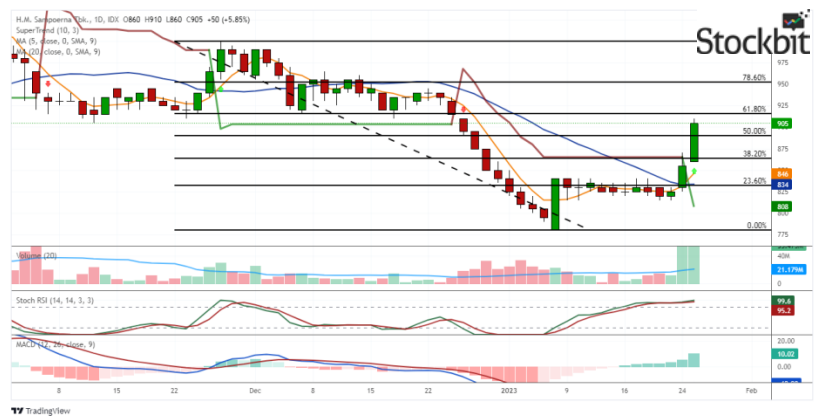 H.M. Sampoerna Tbk., 1D, IDX O860 H910 L860 C905 +50 (+5.85%)
SuperTrend (10, 3)
MA (5, close, 0, SMA, 9)
MA (20, close, 0, SMA, 9)
Stockbit
975
78.60%
950
925
61.80%
905
50.00%
38.20%
875
846
23.60%
834
808
800
0.00%
775
Volume (20)
40M
21.179M
0
Stoch RSI (14, 14, 3, 3)
99.6
95.2
MACD (12, 26, close, 9)
20.00
10.02
0.00
8
15
22
Dec
8
15
22
2023
9
16
24
Feb
TradingView